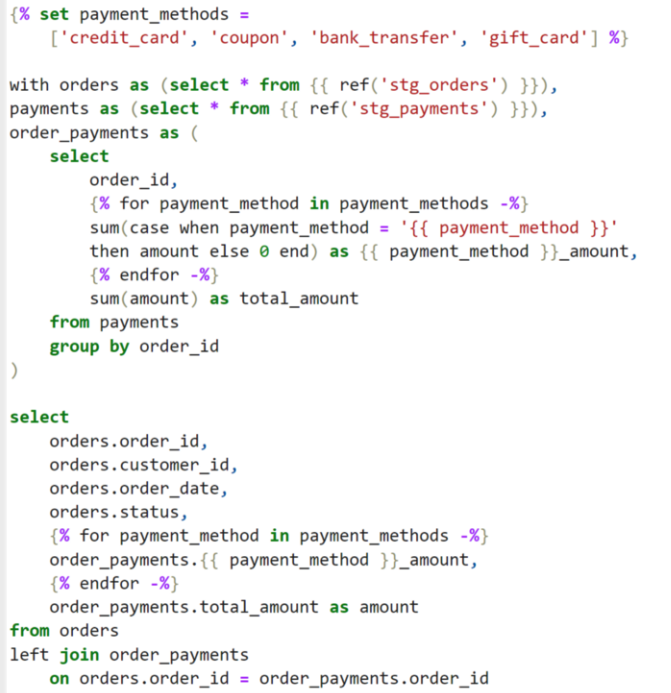 {% set payment_methods =
    ['credit_card', 'coupon', 'bank_transfer', 'gift_card'] %}

with orders as (select * from {{ ref('stg_orders') }}),
payments as (select * from {{ ref('stg_payments') }}),
order_payments as (
    select
        order_id,
        {% for payment_method in payment_methods -%}
        sum(case when payment_method = '{{ payment_method }}'
        then amount else 0 end) as {{ payment_method }}_amount,
        {% endfor -%}
        sum(amount) as total_amount
    from payments
    group by order_id
)

select
    orders.order_id,
    orders.customer_id,
    orders.order_date,
    orders.status,
    {% for payment_method in payment_methods -%}
    order_payments.{{ payment_method }}_amount,
    {% endfor -%}
    order_payments.total_amount as amount
from orders
left join order_payments
    on orders.order_id = order_payments.order_id